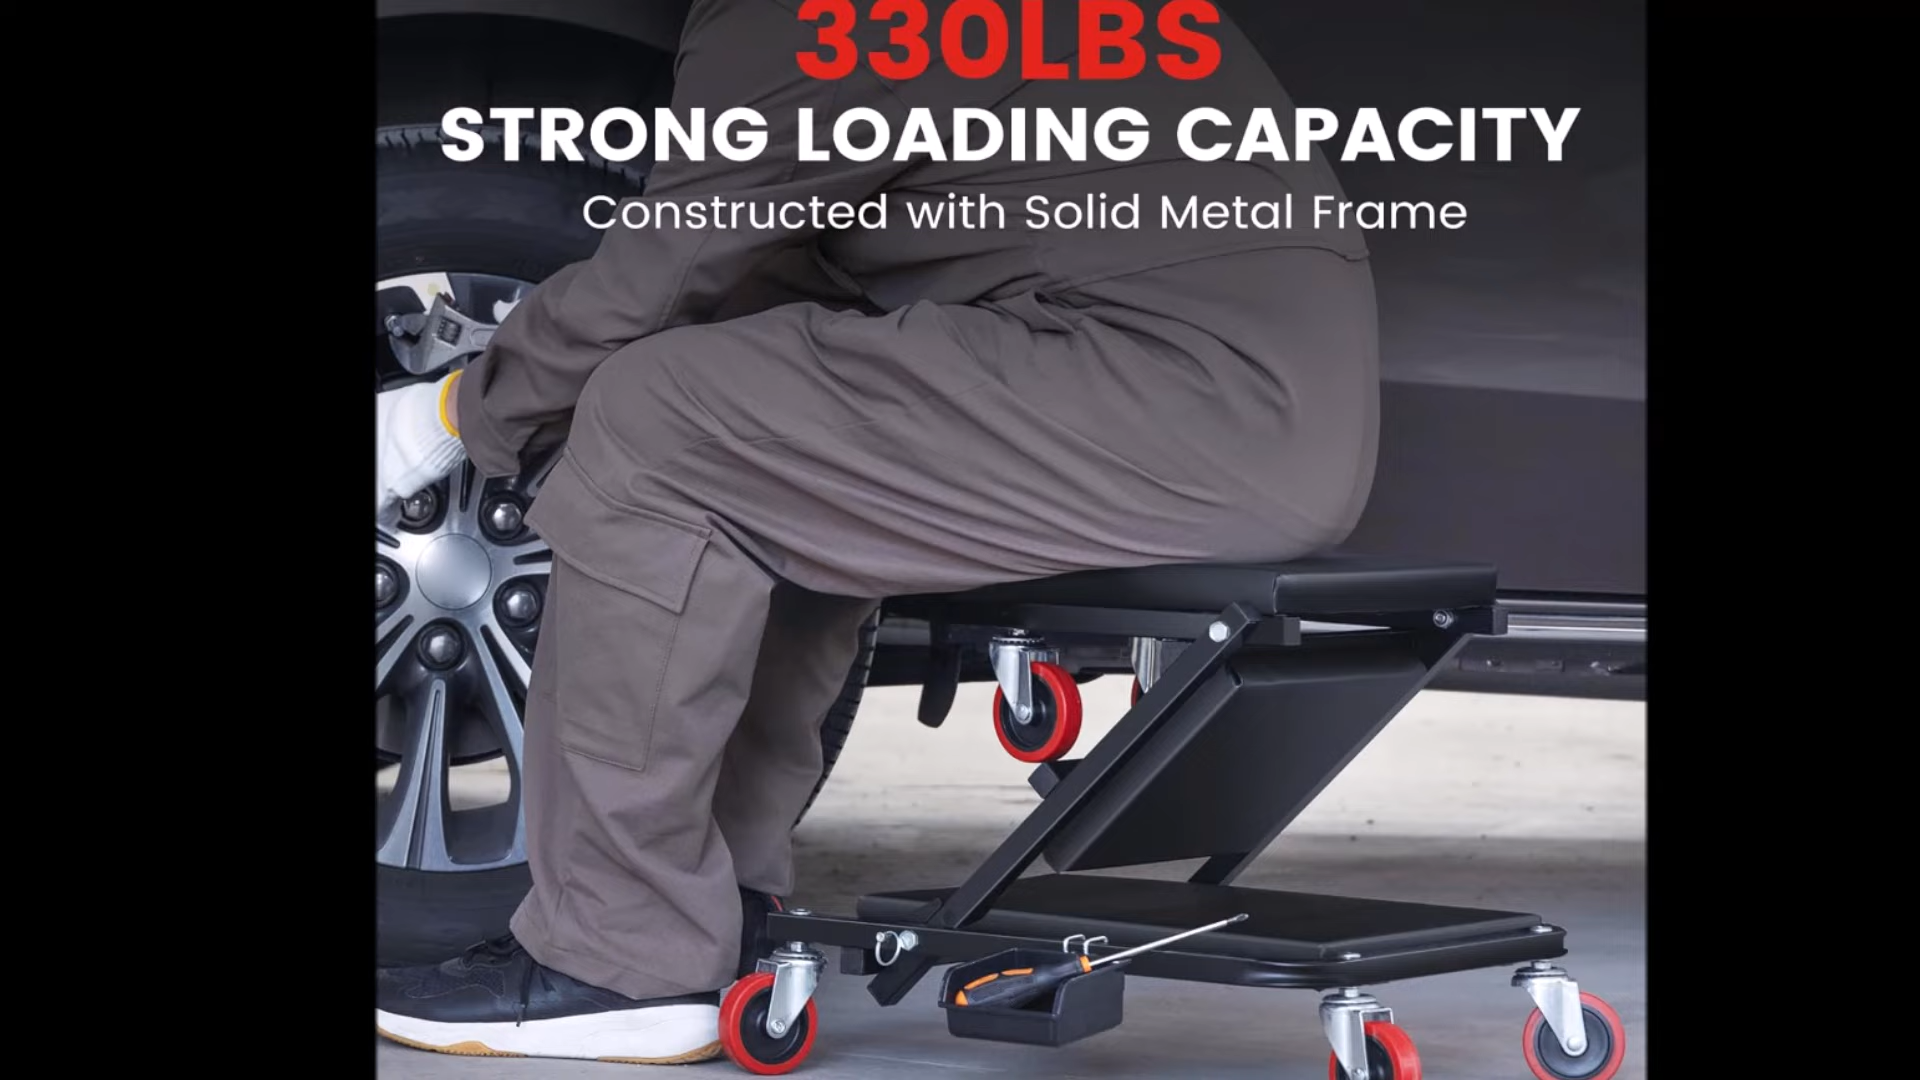 330LBS
STRONG LOADING CAPACITY
Constructed with Solid Metal Frame